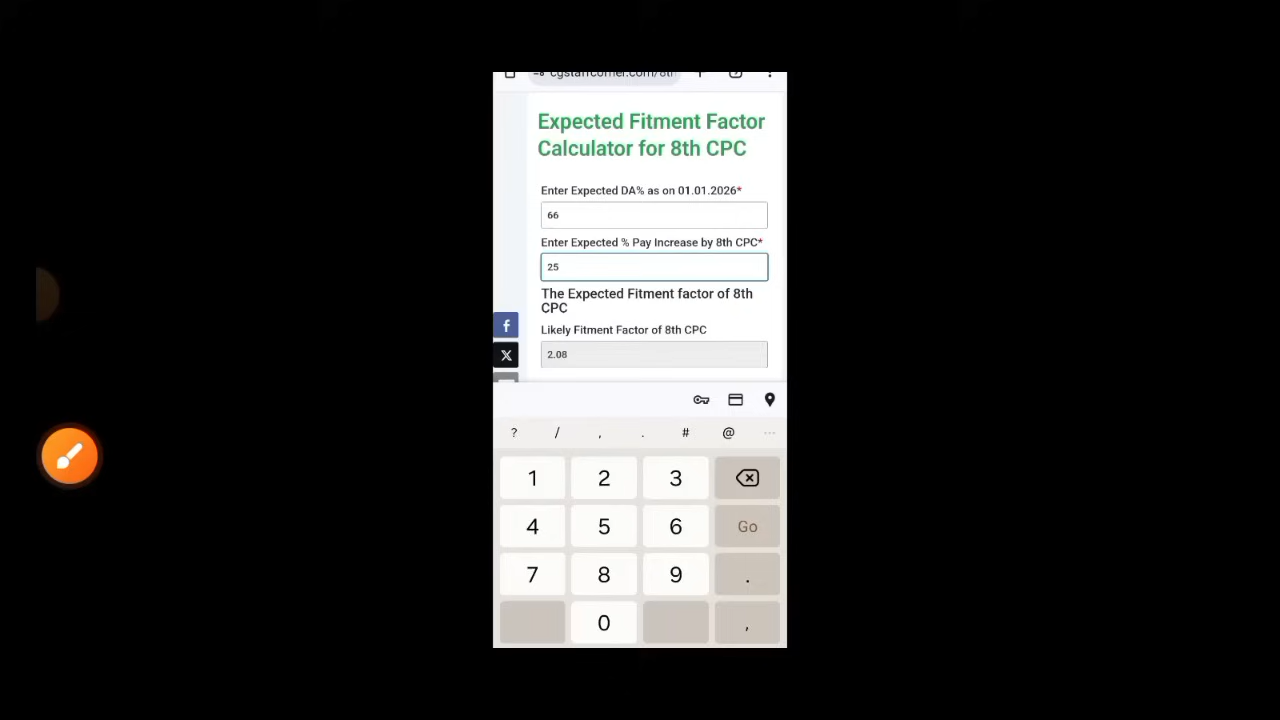 Expected Fitment Factor
Calculator for 8th CPC
Enter Expected DA% as on 01.01.2026*
66
Enter Expected % Pay Increase by 8th CPC*
25
The Expected Fitment factor of 8th
CPC
Likely Fitment Factor of 8th CPC
f
X
2.08
? / , . # @ ...
1 2 3
4 5 6 Go
7 8 9 .
0 ,